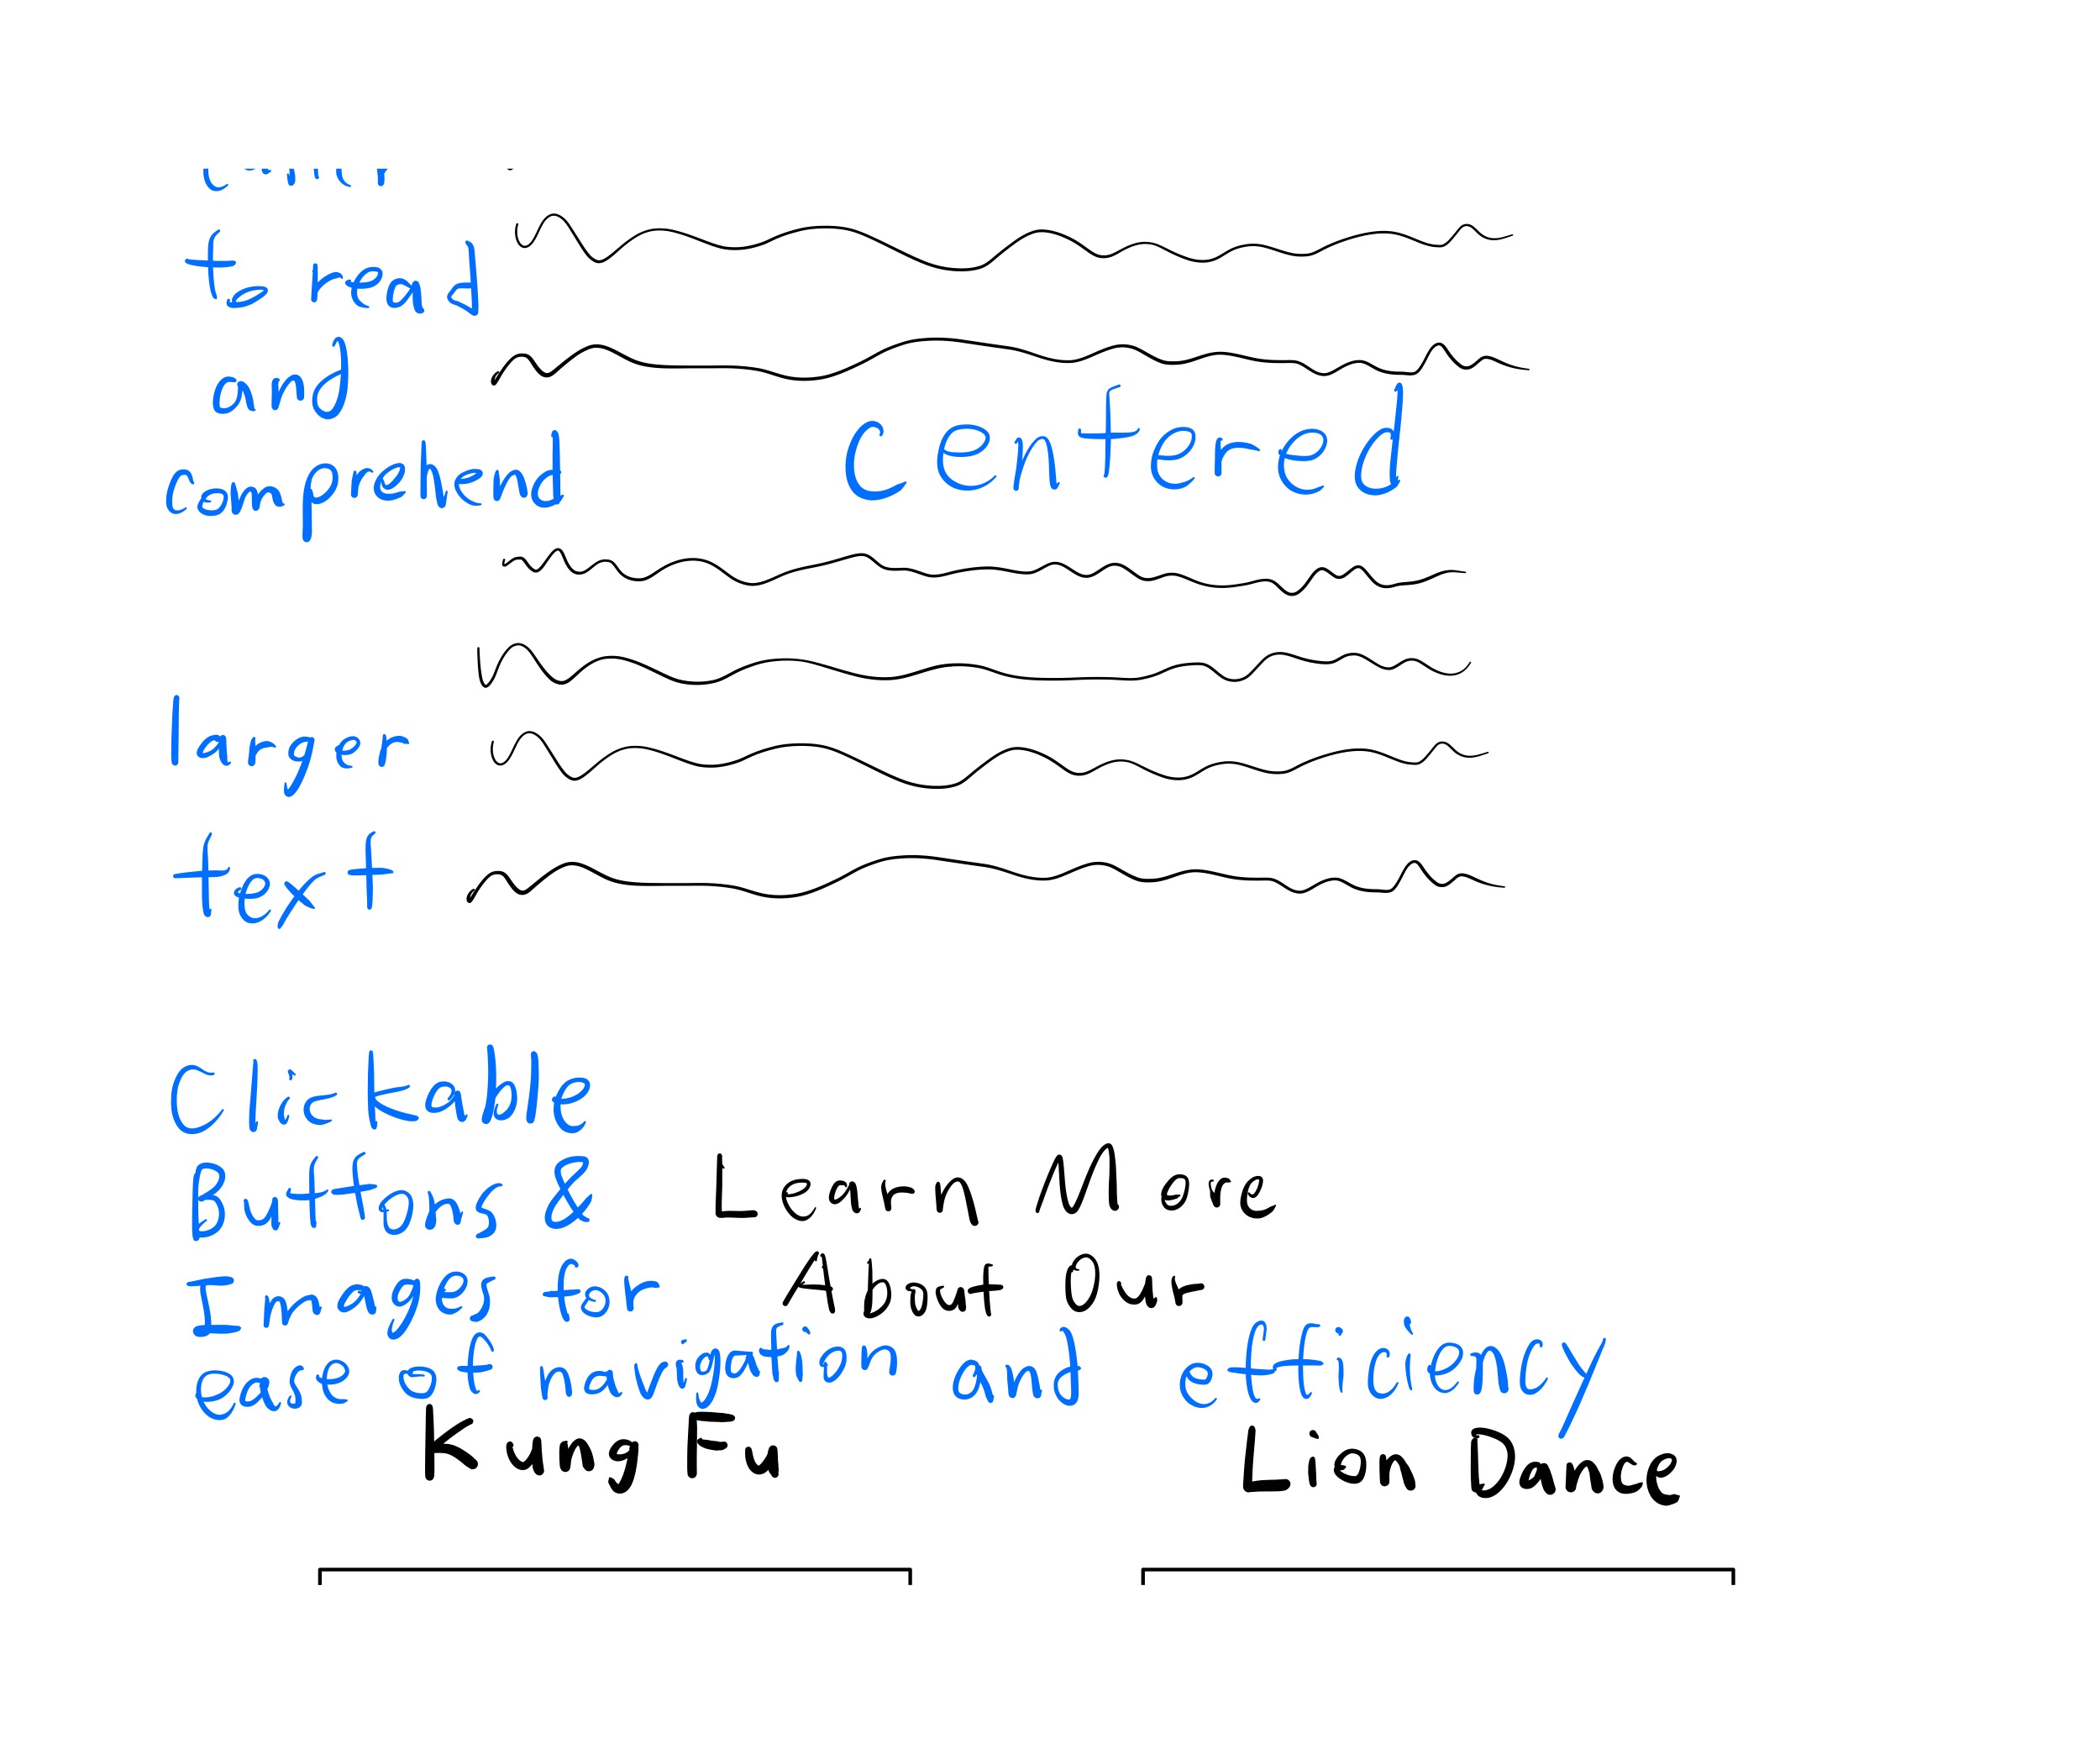 to read
and
comprehend
centered
larger
text
Clickable
Buttons &
Learn More
Images for
About Our
ease of navigation and efficiency
Kung Fu
Lion Dance